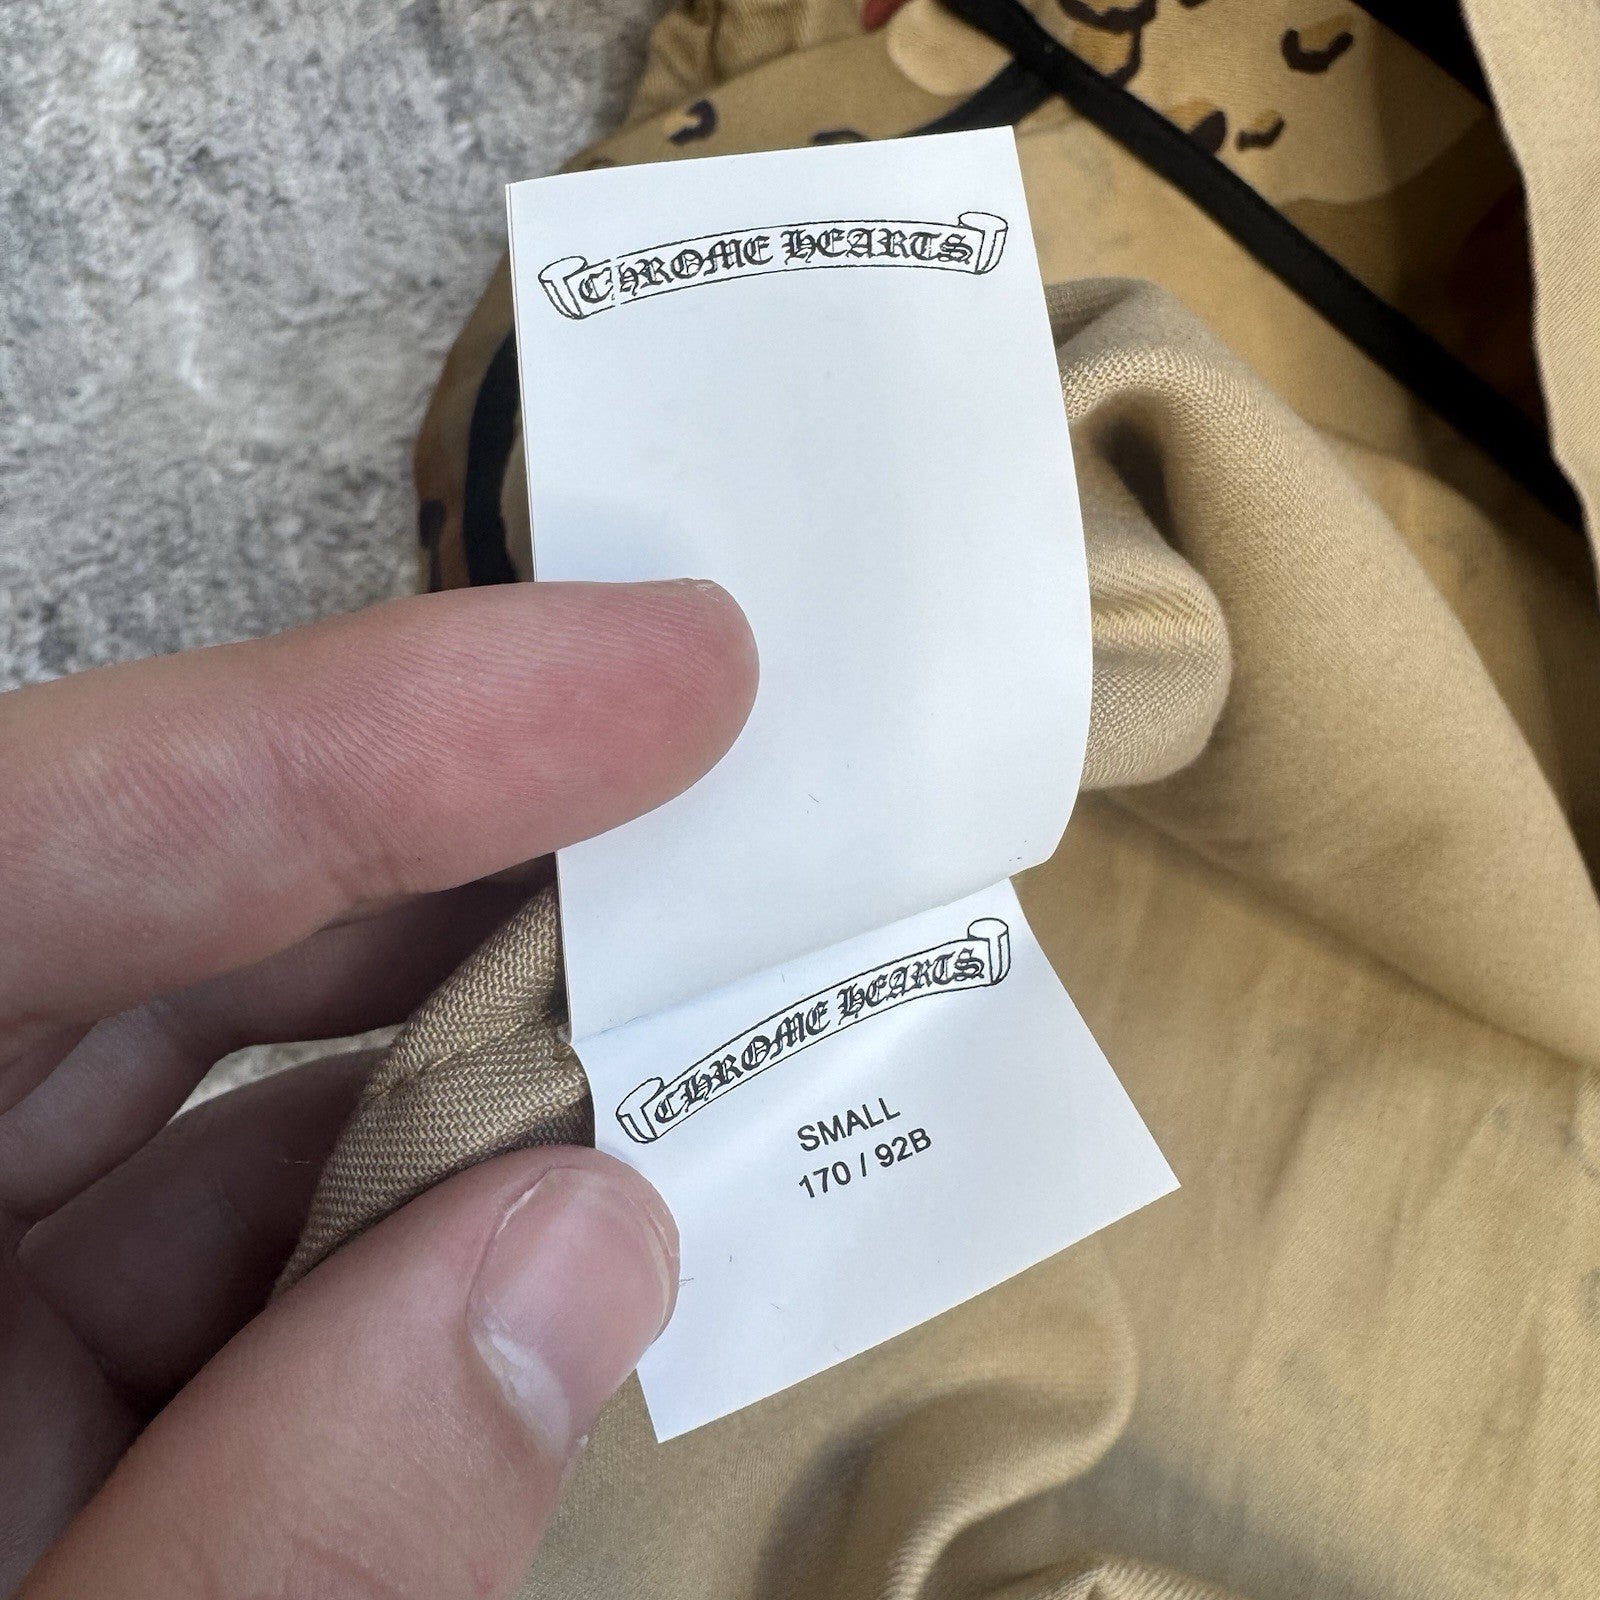 CHROME HEARTS
CHROME HEARTS
SMALL
170 / 92B